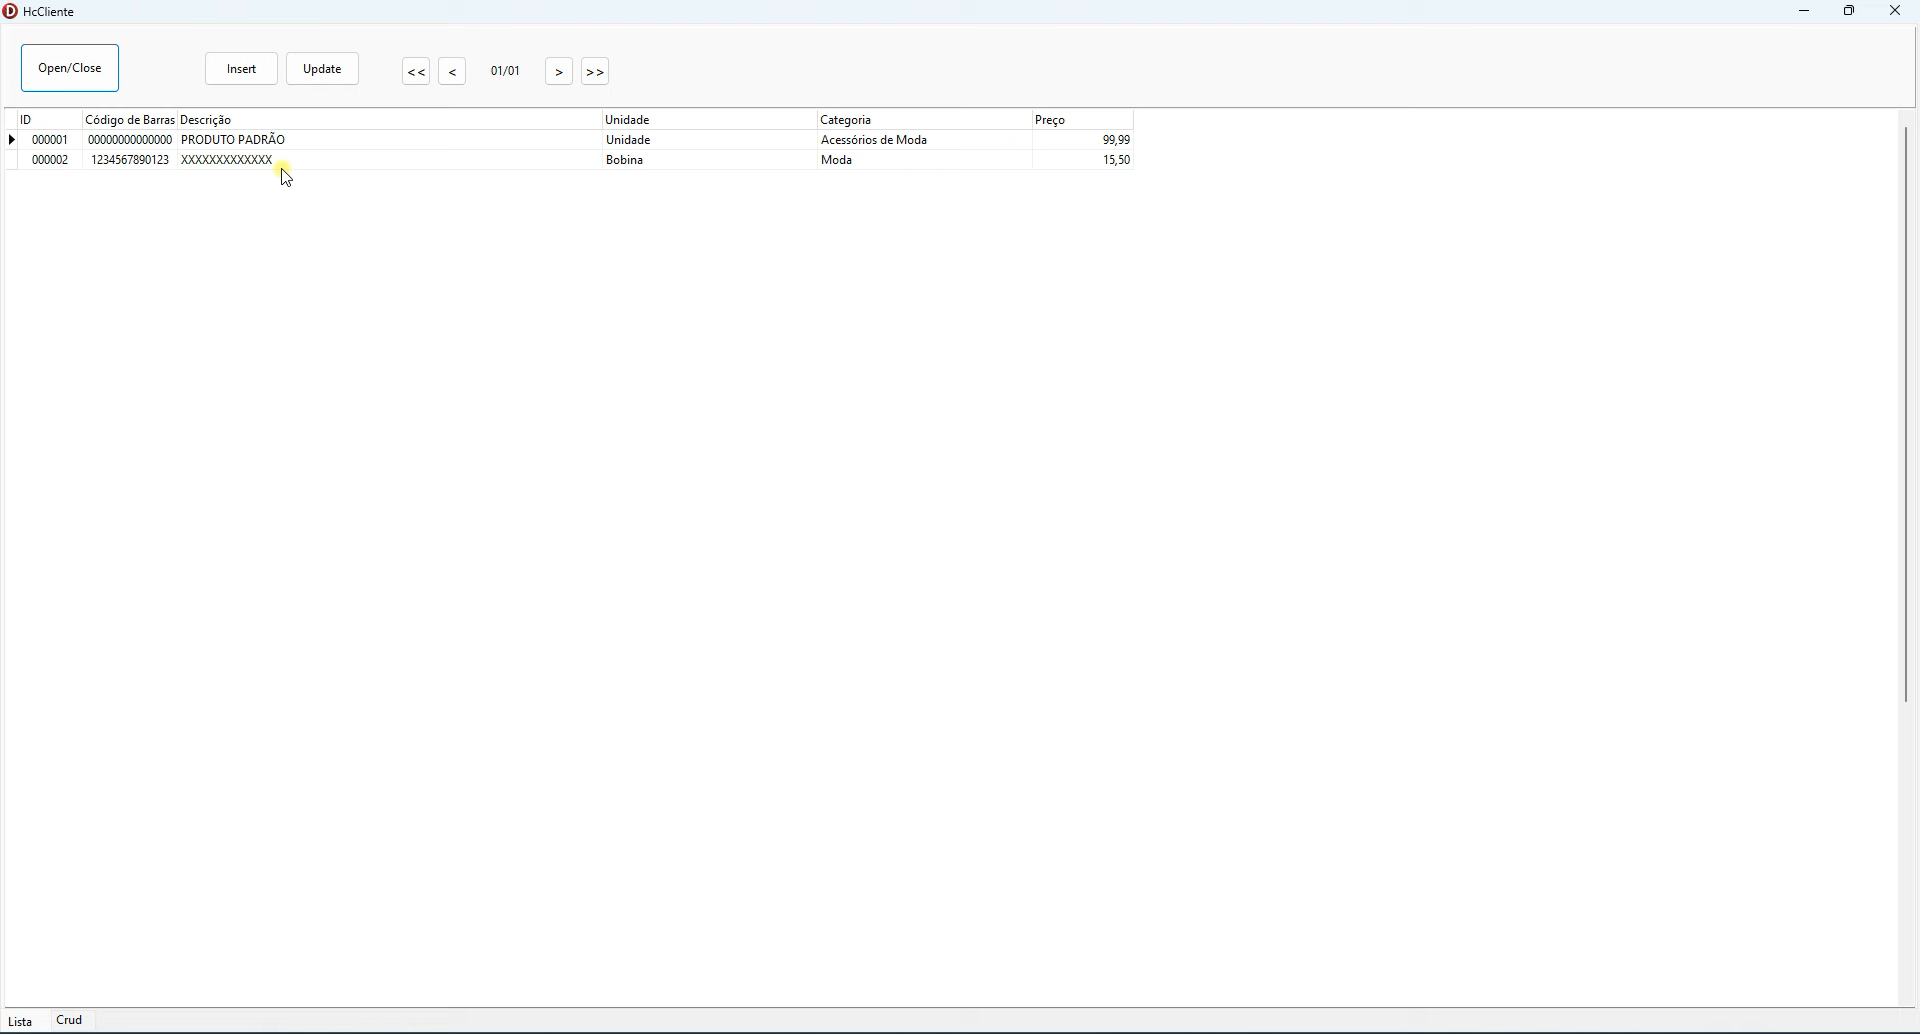 HcCliente
Open/Close Insert Update << < 01/01 > >>
ID Código de Barras Descrição Unidade Categoria Preço
000001 00000000000000 PRODUTO PADRÃO Unidade Acessórios de Moda 99,99
000002 1234567890123 XXXXXXXXXXXXX Bobina Moda 15,50
Lista Crud